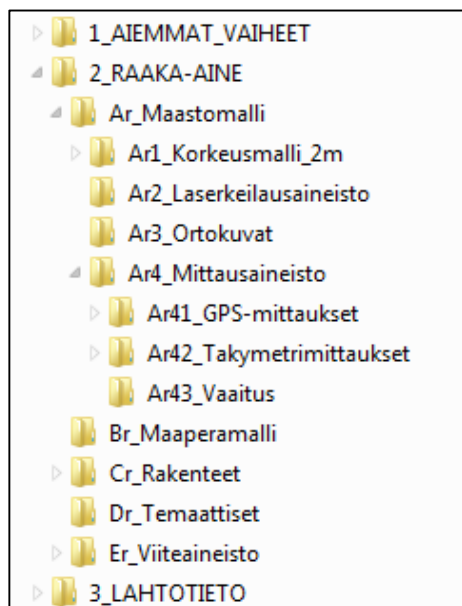 1_AIEMMAT_VAIHEET
2_RAAKA-AINE
Ar_Maastomalli
Ar1_Korkeusmalli_2m
Ar2_Laserkeilausaineisto
Ar3_Ortokuvat
Ar4_Mittausaineisto
Ar41_GPS-mittaukset
Ar42_Takymetrimittaukset
Ar43_Vaaitus
Br_Maaperamalli
Cr_Rakenteet
Dr_Temaattiset
Er_Viiteaineisto
3_LAHTOTIETO